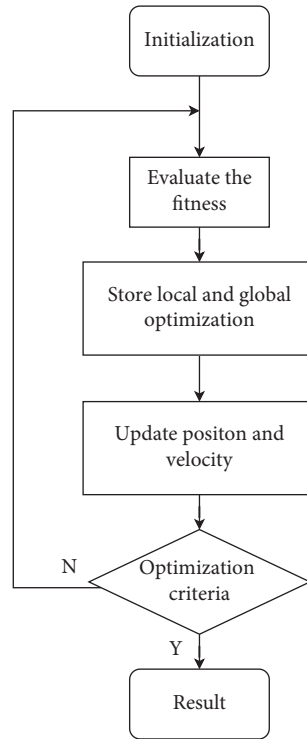 Initialization
Evaluate the
fitness
Store local and global
optimization
Update positon and
velocity
N
Optimization
criteria
Y
Result